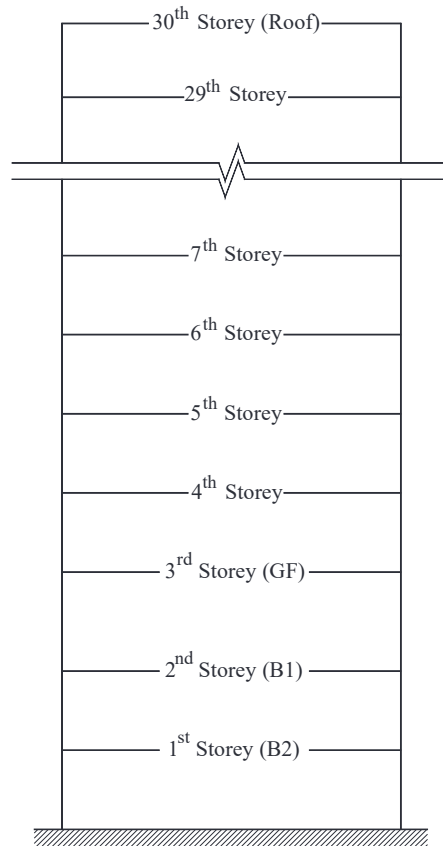 30th Storey (Roof)
29th Storey
7th Storey
6th Storey
5th Storey
4th Storey
3rd Storey (GF)
2nd Storey (B1)
1st Storey (B2)